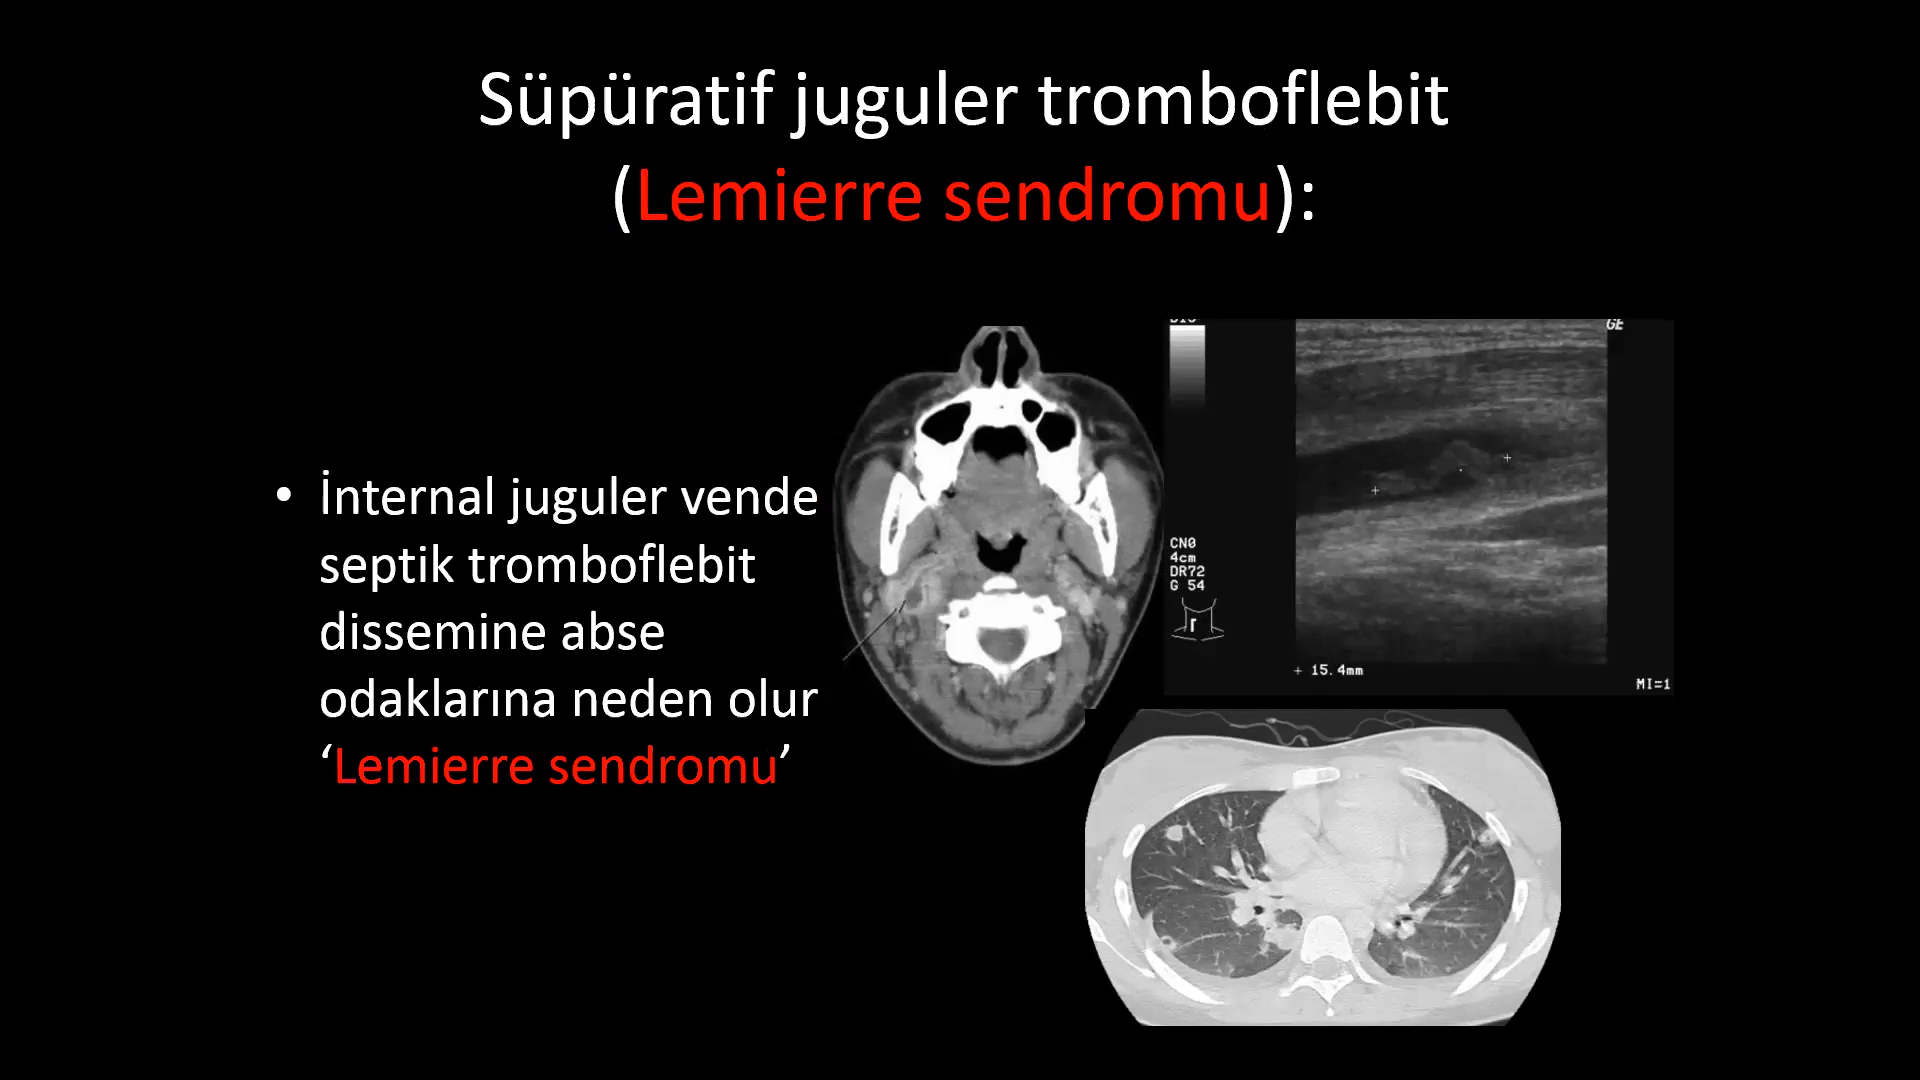 Süpüratif juguler tromboflebit
(Lemierre sendromu):
• İnternal juguler vende
septik tromboflebit
dissemine abse
odaklarına neden olur
‘Lemierre sendromu’
GE
CN0
4cm
DR72
G 54
r
+ 15.4mm
MI=1